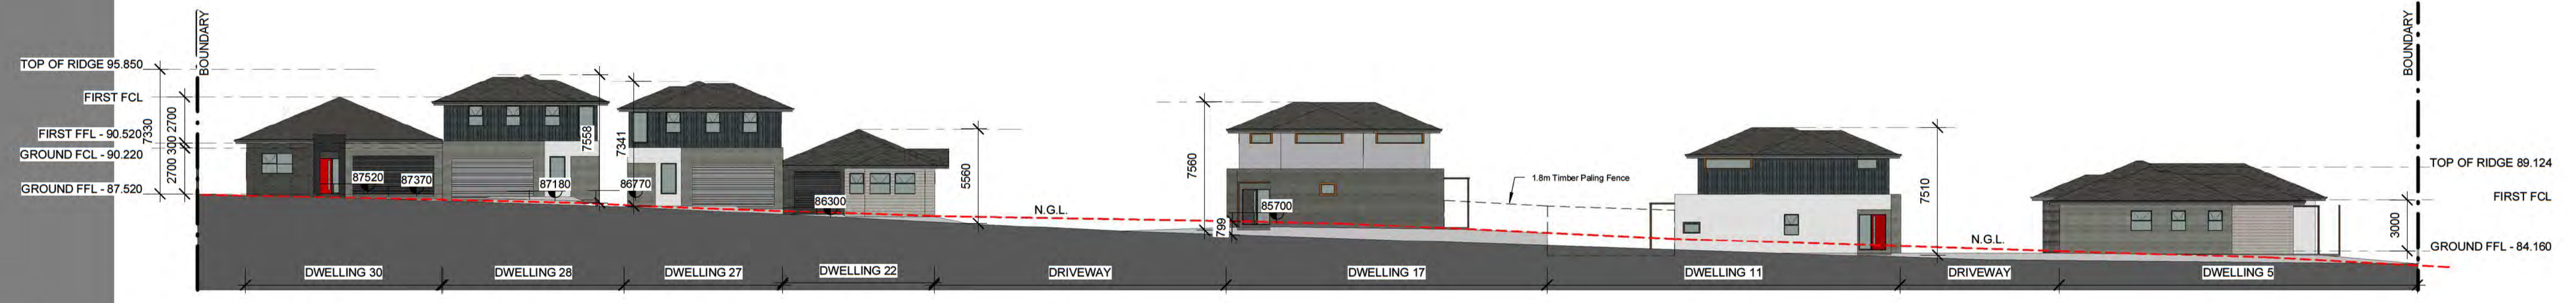 BOUNDARY
TOP OF RIDGE 95.850
FIRST FCL
FIRST FFL - 90.520
GROUND FCL - 90.220
GROUND FFL - 87.520
7330
2700
300
2700
87520
87370
7558
87180
7341
86770
86300
5560
N.G.L.
7560
799
85700
1.8m Timber Paling Fence
7510
N.G.L.
BOUNDARY
TOP OF RIDGE 89.124
FIRST FCL
3000
GROUND FFL - 84.160
DWELLING 30
DWELLING 28
DWELLING 27
DWELLING 22
DRIVEWAY
DWELLING 17
DWELLING 11
DRIVEWAY
DWELLING 5